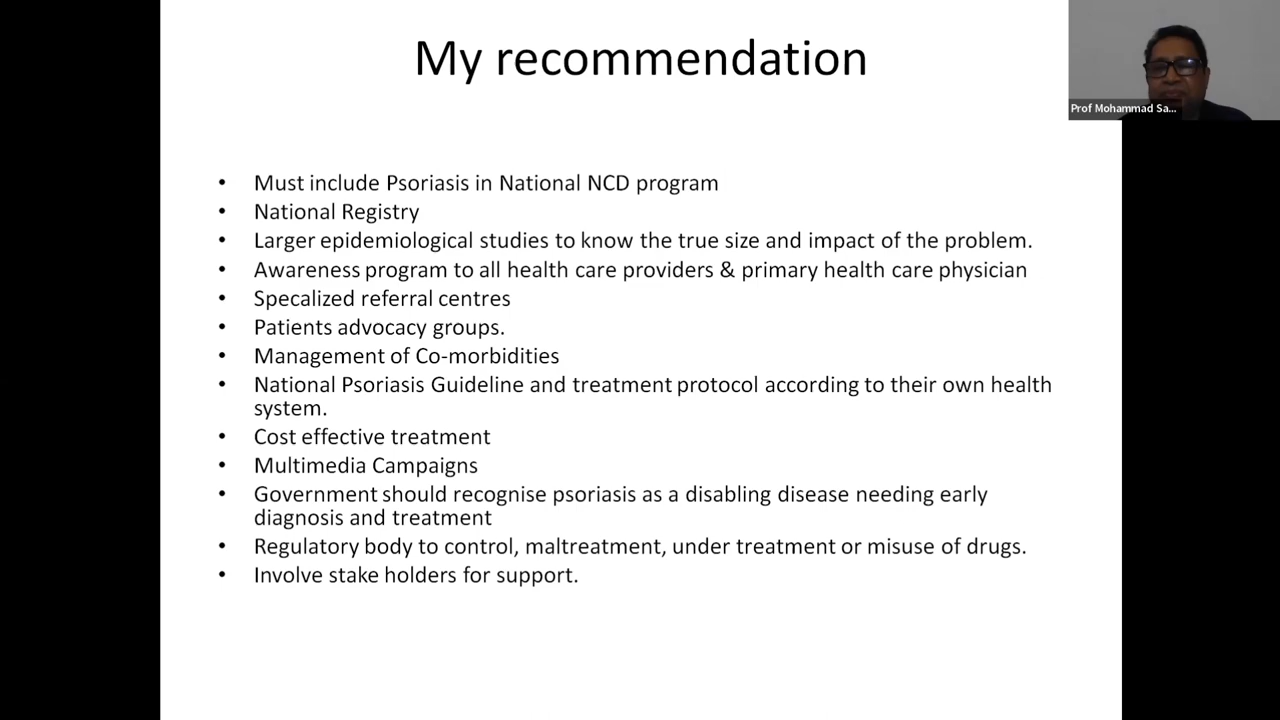 My recommendation
Prof Mohammad Sa...
• Must include Psoriasis in National NCD program
• National Registry
• Larger epidemiological studies to know the true size and impact of the problem.
• Awareness program to all health care providers & primary health care physician
• Specalized referral centres
• Patients advocacy groups.
• Management of Co-morbidities
• National Psoriasis Guideline and treatment protocol according to their own health
system.
• Cost effective treatment
• Multimedia Campaigns
• Government should recognise psoriasis as a disabling disease needing early
diagnosis and treatment
• Regulatory body to control, maltreatment, under treatment or misuse of drugs.
• Involve stake holders for support.